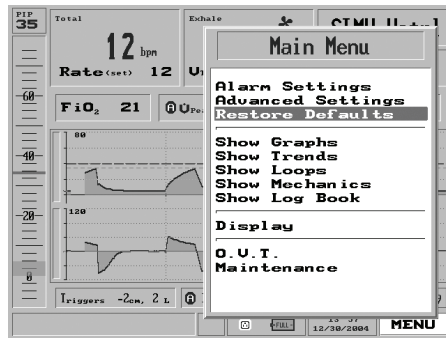 PIP
35
Total
12 bpm
Rate(set) 12
Exhale
FiO₂ 21
60
40
20
0
80
120
Triggers -2cm, 2 L
Main Menu
Alarm Settings
Advanced Settings
Restore Defaults
Show Graphs
Show Trends
Show Loops
Show Mechanics
Show Log Book
Display
O.V.T.
Maintenance
FULL
12/30/2004
MENU